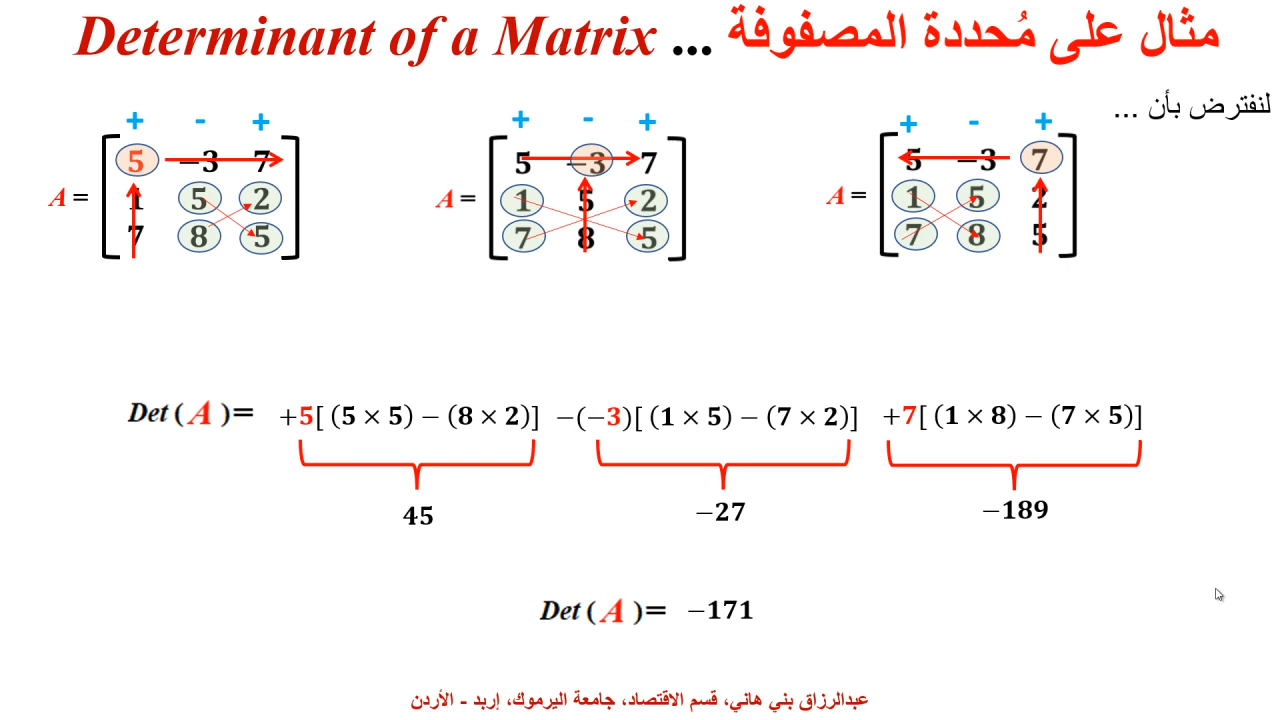 Determinant of a Matrix ... مثال على مُحددة المصفوفة
لنفترض بأن ...
+ - +
A = [5 −3 7
1 5 2
7 8 5]
+ - +
A = [5 −3 7
1 5 2
7 8 5]
+ - +
A = [5 −3 7
1 5 2
7 8 5]
Det ( A )= +5[ (5 × 5) − (8 × 2)] −(−3)[ (1 × 5) − (7 × 2)] +7[ (1 × 8) − (7 × 5)]
45 −27 −189
Det ( A )= −171
عبدالرزاق بني هاني، قسم الاقتصاد، جامعة اليرموك، إربد - الأردن